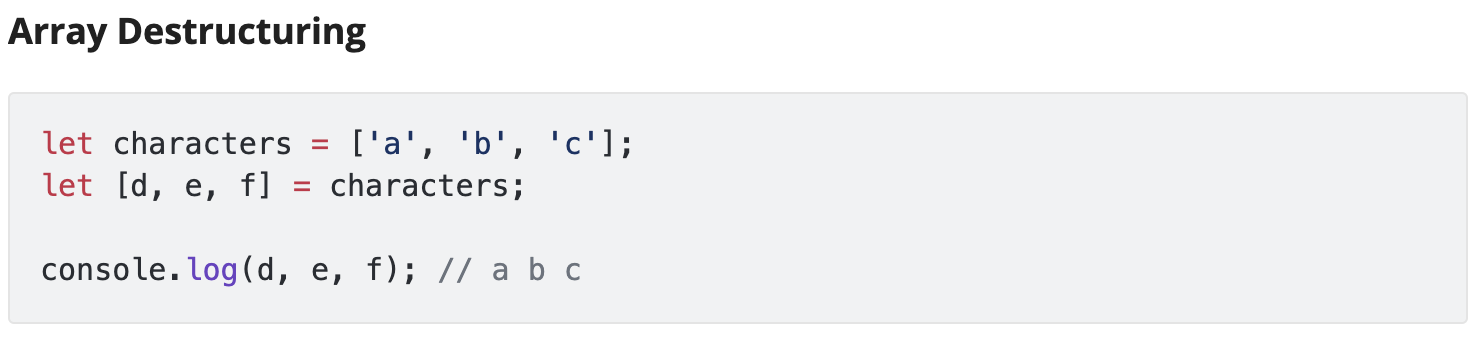 Array Destructuring
let characters = ['a', 'b', 'c'];
let [d, e, f] = characters;
console.log(d, e, f); // a b c